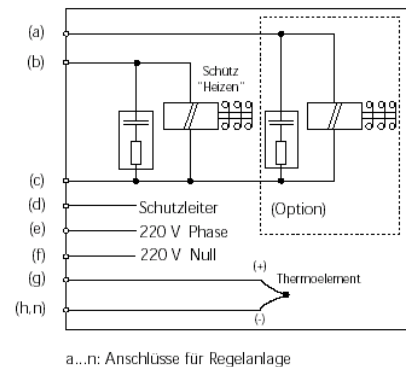 (a)
(b)
Schütz
"Heizen"
(c)
(d) Schutzleiter
(Option)
(e) 220 V Phase
(f) 220 V Null
(g) (+) Thermoelement
(h,n) (-)
a...n: Anschlüsse für Regelanlage